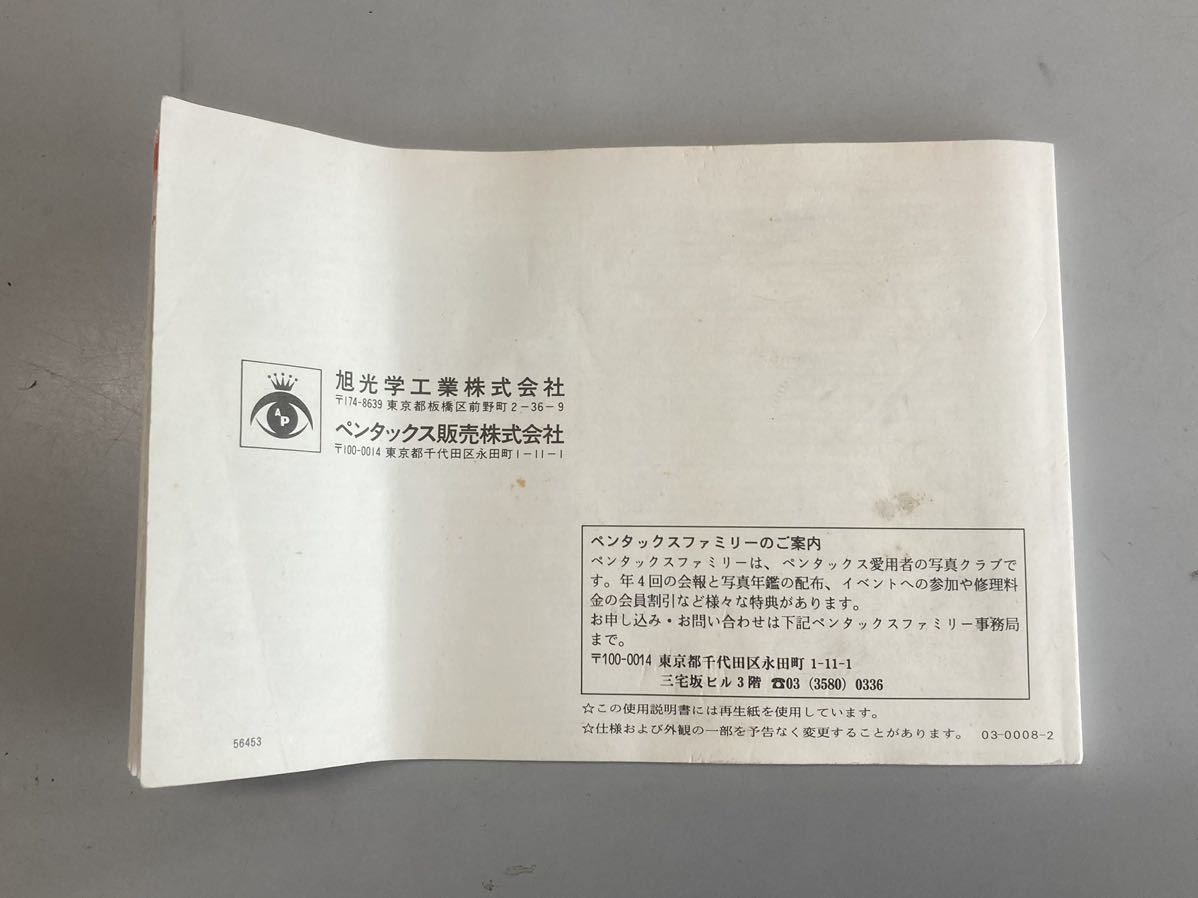 AP
旭光学工業株式会社
〒174-8639 東京都板橋区前野町2-36-9
ペンタックス販売株式会社
〒100-0014 東京都千代田区永田町1-11-1
ペンタックスファミリーのご案内
ペンタックスファミリーは、ペンタックス愛用者の写真クラブで
す。年4回の会報と写真年鑑の配布、イベントへの参加や修理料
金の会員割引など様々な特典があります。
お申し込み・お問い合わせは下記ペンタックスファミリー事務局
まで。
〒100-0014 東京都千代田区永田町 1-11-1
三宅坂ビル3階 ☎03 (3580) 0336
☆この使用説明書には再生紙を使用しています。
☆仕様および外観の一部を予告なく変更することがあります。 03-0008-2
56453